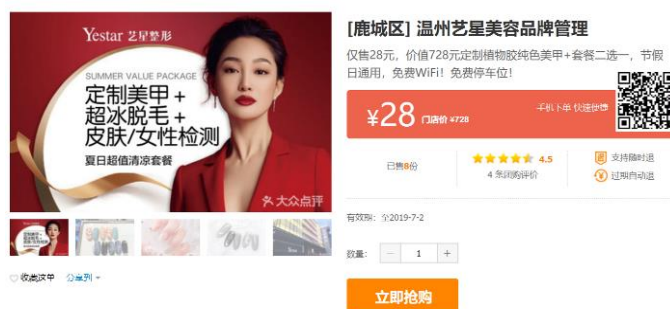 Yestar 艺星整形
SUMMER VALUE PACKAGE
定制美甲+
超冰脱毛+
皮肤/女性检测
夏日超值清凉套餐
大众点评
收藏这单
分享到
[鹿城区] 温州艺星美容品牌管理
仅售28元，价值728元定制植物胶纯色美甲+套餐二选一，节假
日通用，免费WiFi！免费停车位！
¥28 门店价 ¥728
手机下单 快速便捷
已售8份
4.5
4 条团购评价
支持随时退
过期自动退
有效期: 至2019-7-2
数量: － 1 +
立即抢购